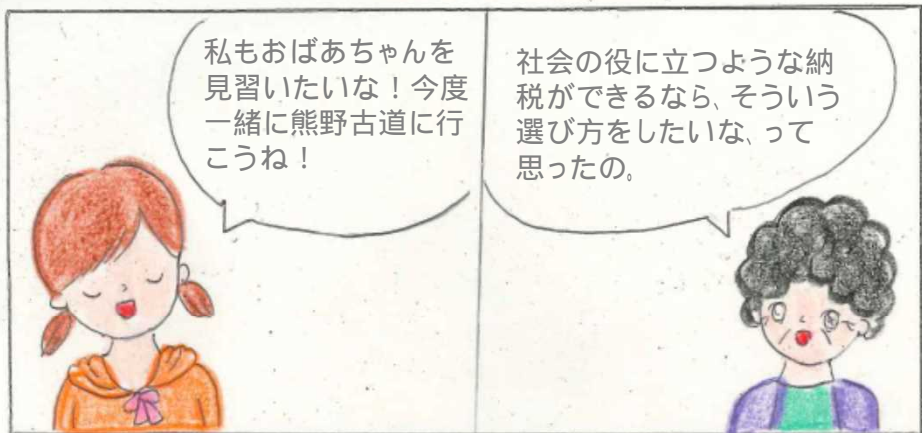 社会の役に立つような納
税ができるなら、そういう
選び方をしたいな、って
思ったの。
私もおばあちゃんを
見習いたいな！今度
一緒に熊野古道に行
こうね！